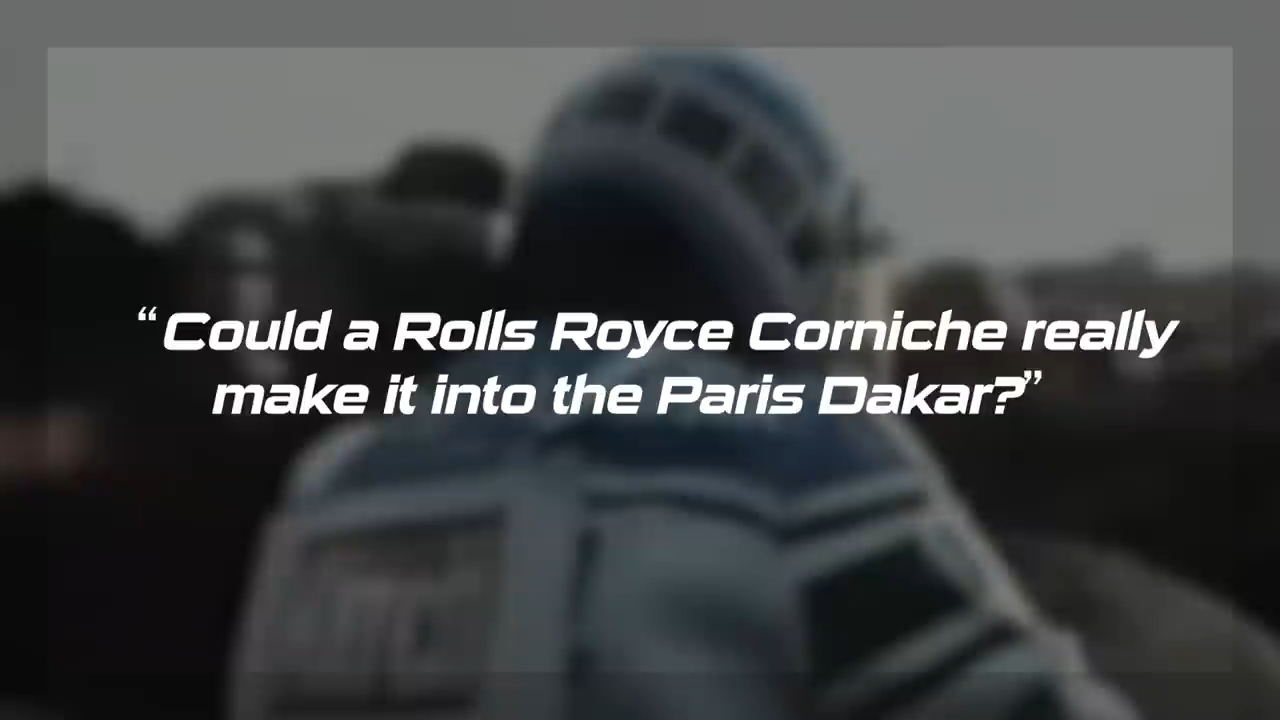 “Could a Rolls Royce Corniche really
make it into the Paris Dakar?”